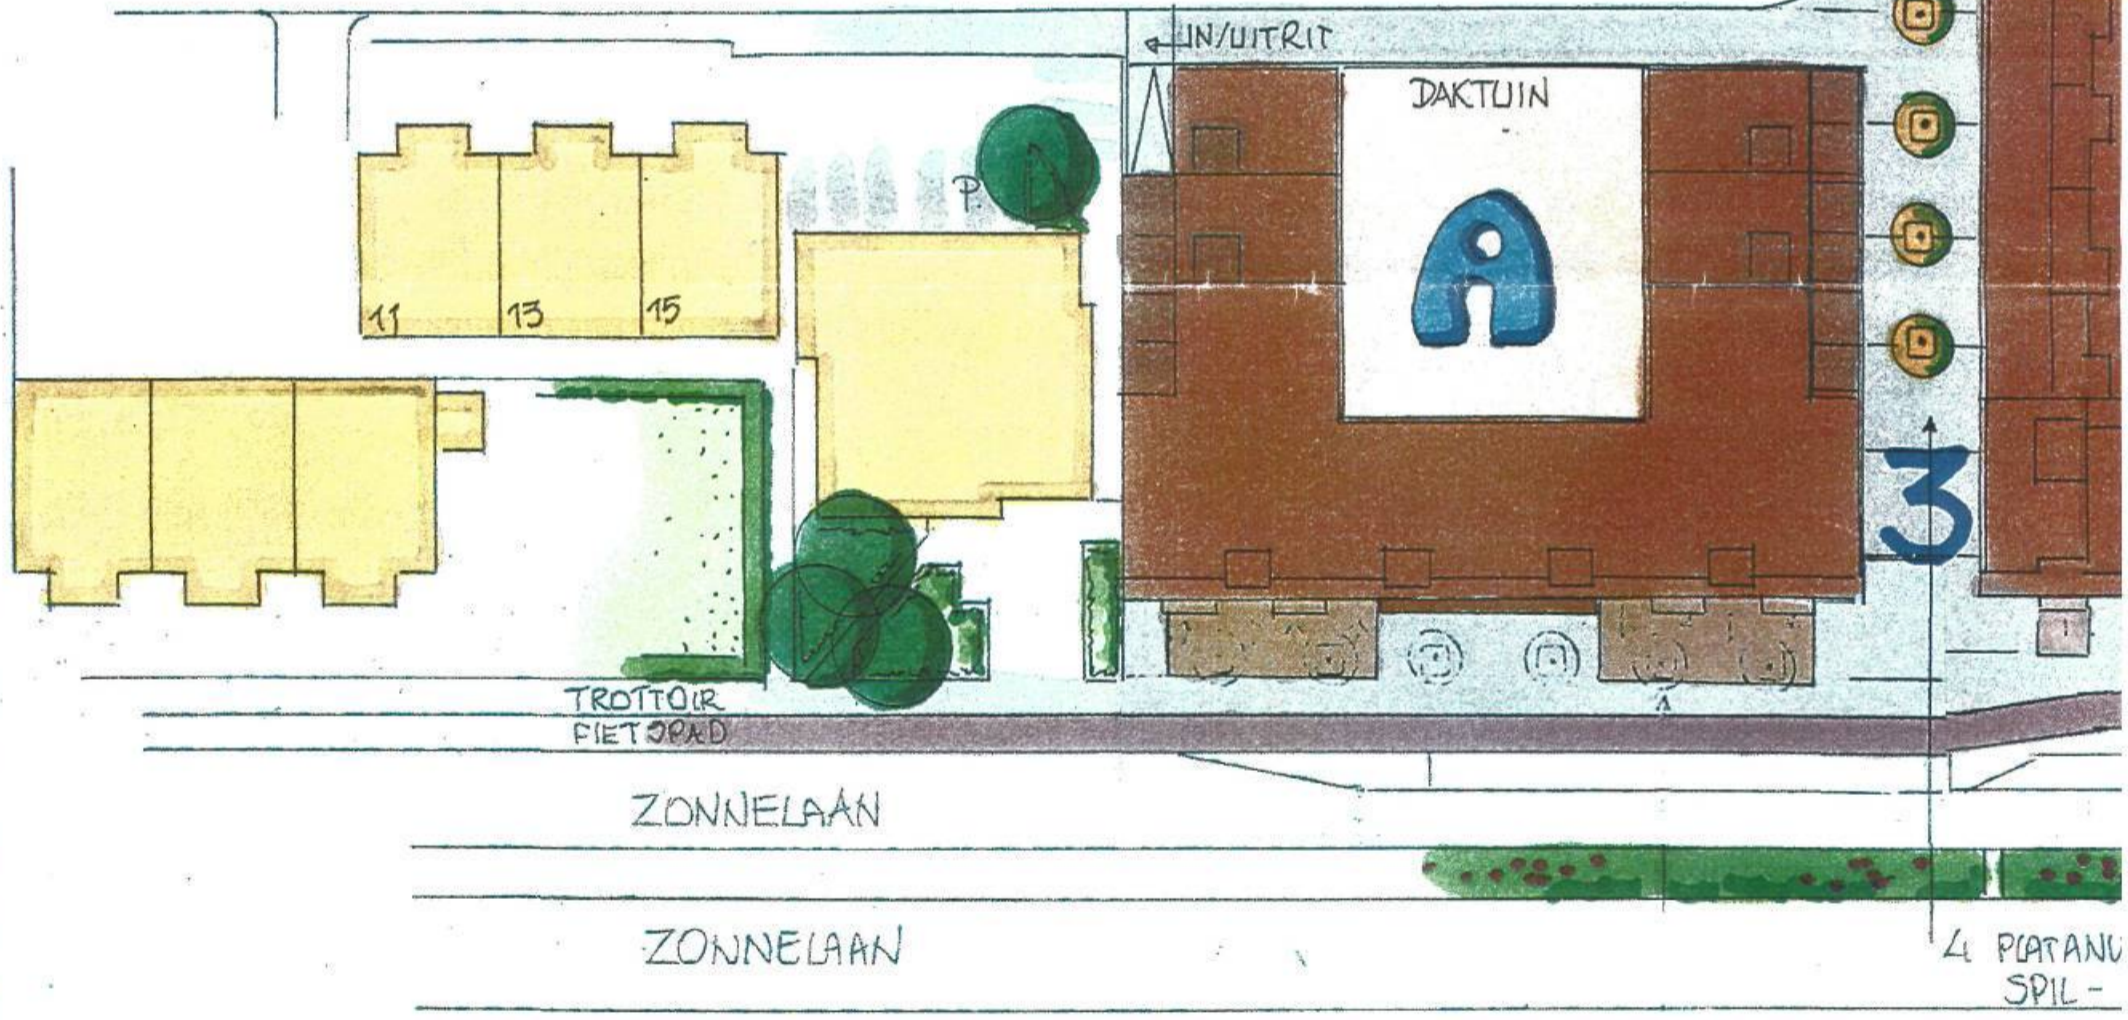 IN/UITRIT
DAKTUIN
P.
A
11 13 15
3
TROTTOIR
FIETSPAD
ZONNELAAN
ZONNELAAN
4 PLATANU
SPIL -